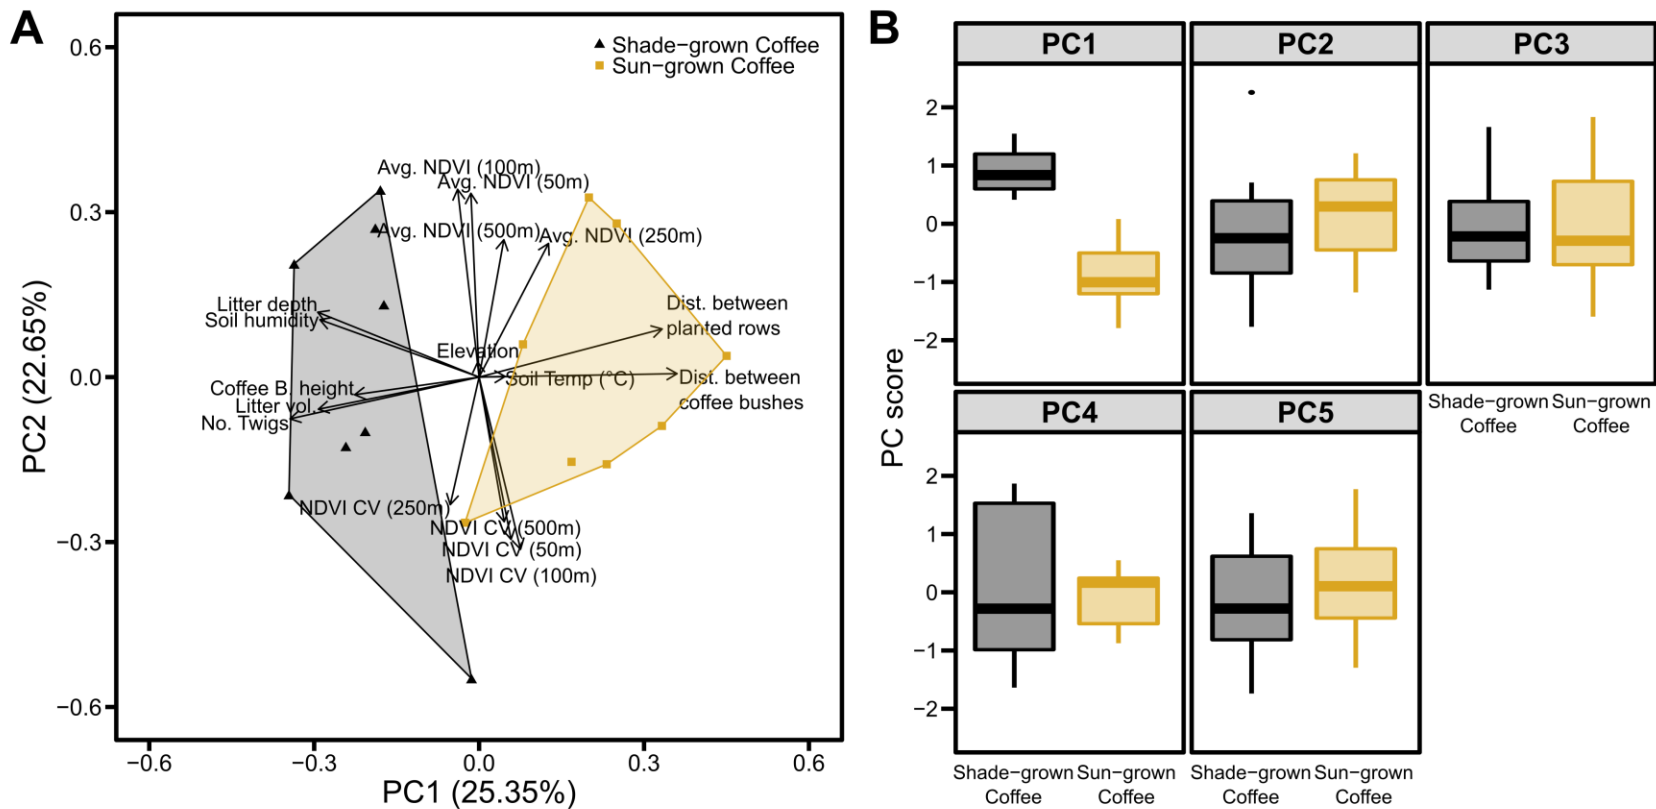 A
Shade−grown Coffee
Sun−grown Coffee
0.6
0.3
0.0
−0.3
−0.6
PC2 (22.65%)
Avg. NDVI (100m)
Avg. NDVI (50m)
Avg. NDVI (500m)
Avg. NDVI (250m)
Litter depth
Soil humidity
Dist. between
planted rows
Elevation
Soil Temp (°C)
Dist. between
coffee bushes
Coffee B. height
Litter vol.
No. Twigs
NDVI CV (250m)
NDVI CV (500m)
NDVI CV (50m)
NDVI CV (100m)
−0.6
−0.3
0.0
0.3
0.6
PC1 (25.35%)
B
PC1
PC2
PC3
2
1
0
−1
−2
PC score
Shade−grown
Coffee
Sun−grown
Coffee
PC4
PC5
2
1
0
−1
−2
Shade−grown
Coffee
Sun−grown
Coffee
Shade−grown
Coffee
Sun−grown
Coffee